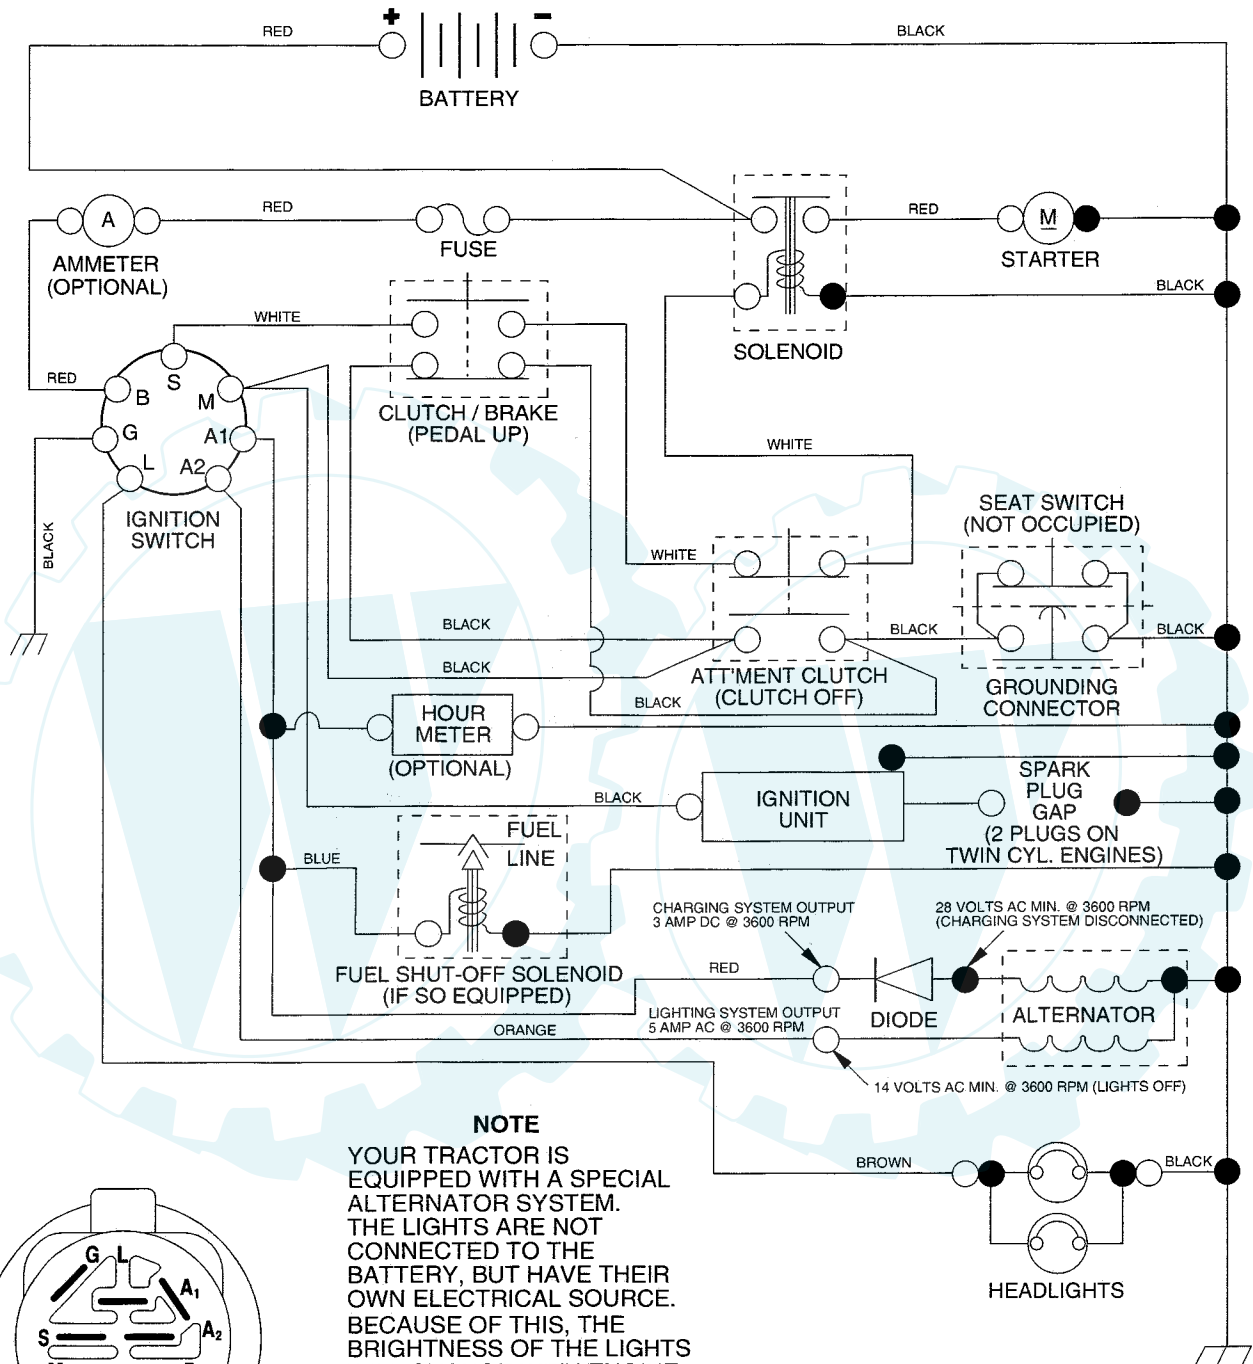 + −
RED
BLACK
BATTERY
A
RED
FUSE
RED
M
STARTER
AMMETER
(OPTIONAL)
BLACK
WHITE
SOLENOID
RED
B
S
M
G
A1
L
A2
CLUTCH / BRAKE
(PEDAL UP)
WHITE
IGNITION
SWITCH
BLACK
SEAT SWITCH
(NOT OCCUPIED)
WHITE
BLACK
BLACK
BLACK
BLACK
ATT'MENT CLUTCH
(CLUTCH OFF)
BLACK
GROUNDING
CONNECTOR
HOUR
METER
(OPTIONAL)
BLACK
IGNITION
UNIT
SPARK
PLUG
GAP
(2 PLUGS ON
TWIN CYL. ENGINES)
FUEL
LINE
BLUE
FUEL SHUT-OFF SOLENOID
(IF SO EQUIPPED)
CHARGING SYSTEM OUTPUT
3 AMP DC @ 3600 RPM
28 VOLTS AC MIN. @ 3600 RPM
(CHARGING SYSTEM DISCONNECTED)
RED
DIODE
ALTERNATOR
LIGHTING SYSTEM OUTPUT
5 AMP AC @ 3600 RPM
ORANGE
14 VOLTS AC MIN. @ 3600 RPM (LIGHTS OFF)
BROWN
BLACK
HEADLIGHTS
NOTE
YOUR TRACTOR IS
EQUIPPED WITH A SPECIAL
ALTERNATOR SYSTEM.
THE LIGHTS ARE NOT
CONNECTED TO THE
BATTERY, BUT HAVE THEIR
OWN ELECTRICAL SOURCE.
BECAUSE OF THIS, THE
BRIGHTNESS OF THE LIGHTS
G L
A1
S
A2